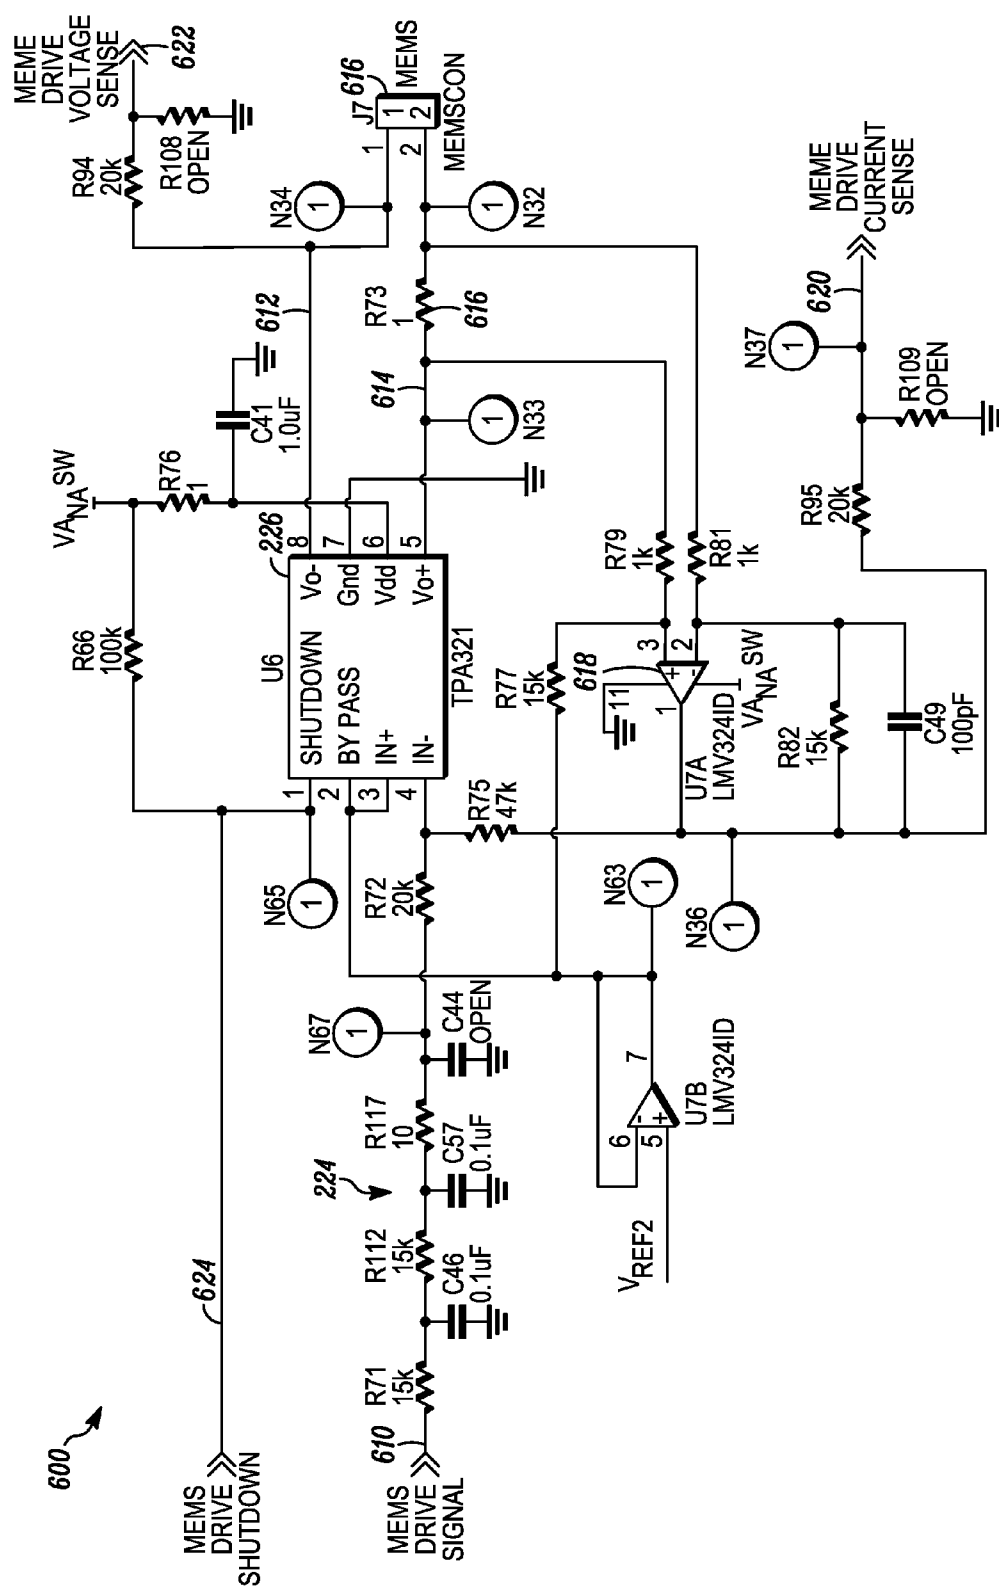 600
MEMS
DRIVE
SHUTDOWN
624
MEMS
DRIVE
SIGNAL
610
R71
15k
C46
0.1uF
R112
15k
224
C57
0.1uF
R117
10
C44
OPEN
N67
1
R72
20k
N65
1
R66
100k
VANA SW
R76
1
C41
1.0uF
226
U6
SHUTDOWN
BY PASS
IN+
IN-
1
2
3
4
Vo-
Gnd
Vdd
Vo+
8
7
6
5
TPA321
612
614
N33
1
R73
1
616
N34
1
N32
1
R94
20k
R108
OPEN
MEME
DRIVE
VOLTAGE
SENSE
622
J7
616
1
2
1
2
MEMS
MEMSCON
R75
47k
R77
15k
R79
1k
R81
1k
618
3
2
+
-
11
1
U7A
LMV324ID
VANA SW
R82
15k
C49
100pF
N63
1
N36
1
VREF2
6
5
-
+
7
U7B
LMV324ID
R95
20k
R109
OPEN
N37
1
620
MEME
DRIVE
CURRENT
SENSE